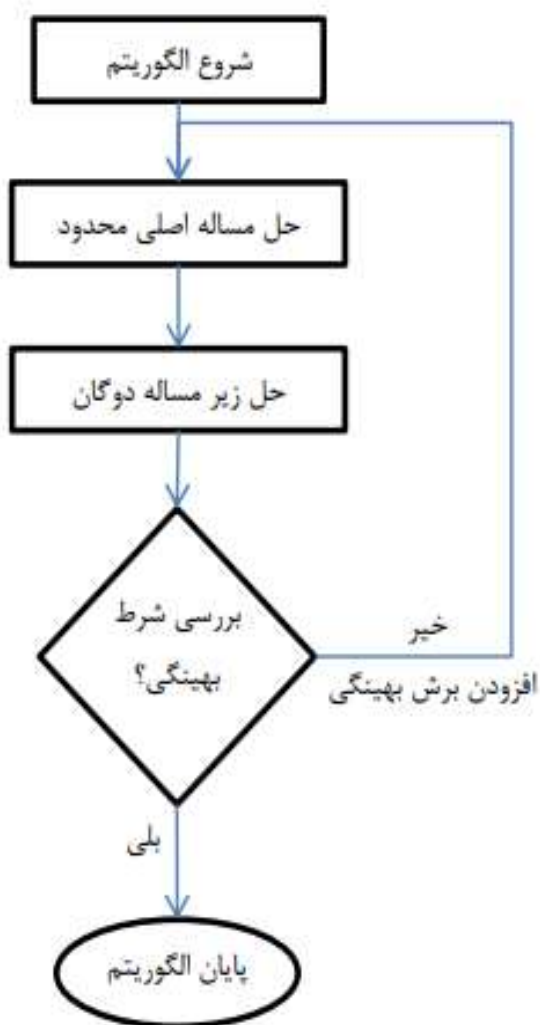 شروع الگوریتم
حل مساله اصلی محدود
حل زیر مساله دوگان
بررسی شرط
بهینگی؟
خیر
افزودن برش بهینگی
بلی
پایان الگوریتم